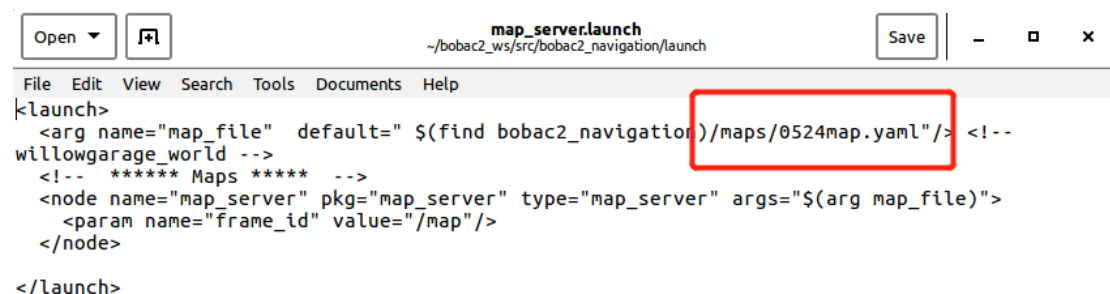 Open
map_server.launch
~/bobac2_ws/src/bobac2_navigation/launch
Save
File Edit View Search Tools Documents Help
<launch>
  <arg name="map_file"  default=" $(find bobac2_navigation)/maps/0524map.yaml"/> <!--
willowgarage_world -->
  <!--  ****** Maps *****  -->
  <node name="map_server" pkg="map_server" type="map_server" args="$(arg map_file)">
    <param name="frame_id" value="/map"/>
  </node>
</launch>